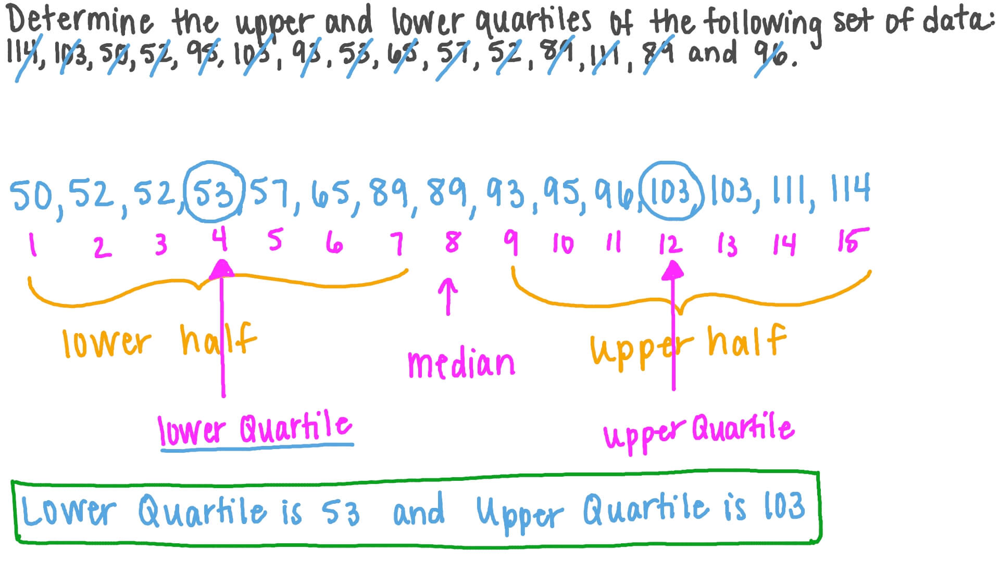 Determine the upper and lower quartiles of the following set of data:
114, 103, 50, 52, 95, 103, 93, 53, 65, 57, 52, 89, 111, 89 and 96.
50, 52, 52, 53, 57, 65, 89, 89, 93, 95, 96, 103, 103, 111, 114
1 2 3 4 5 6 7 8 9 10 11 12 13 14 15
lower half
upper half
median
lower Quartile
upper Quartile
Lower Quartile is 53 and Upper Quartile is 103